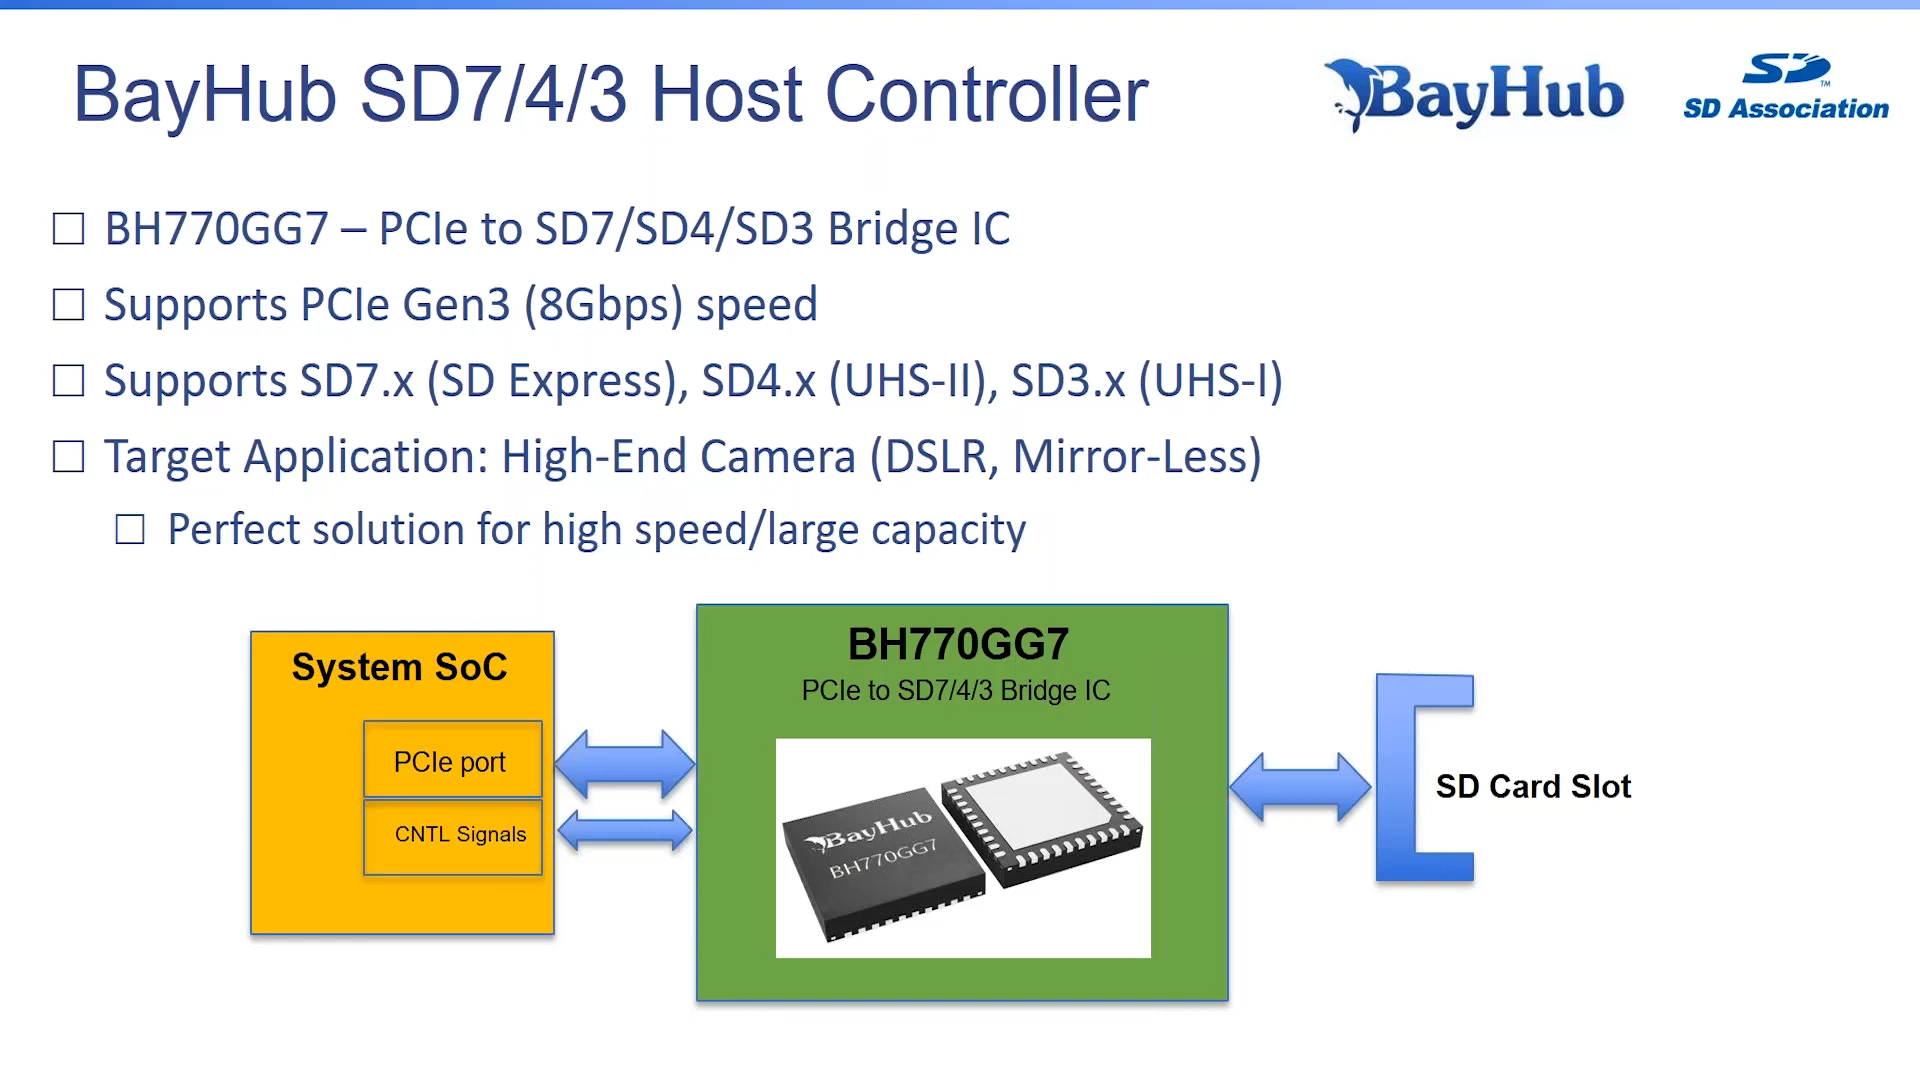 BayHub SD7/4/3 Host Controller
BayHub
SD
TM
SD Association
BH770GG7 – PCIe to SD7/SD4/SD3 Bridge IC
Supports PCIe Gen3 (8Gbps) speed
Supports SD7.x (SD Express), SD4.x (UHS-II), SD3.x (UHS-I)
Target Application: High-End Camera (DSLR, Mirror-Less)
Perfect solution for high speed/large capacity
System SoC
PCIe port
CNTL Signals
BH770GG7
PCIe to SD7/4/3 Bridge IC
BayHub
BH770GG7
SD Card Slot